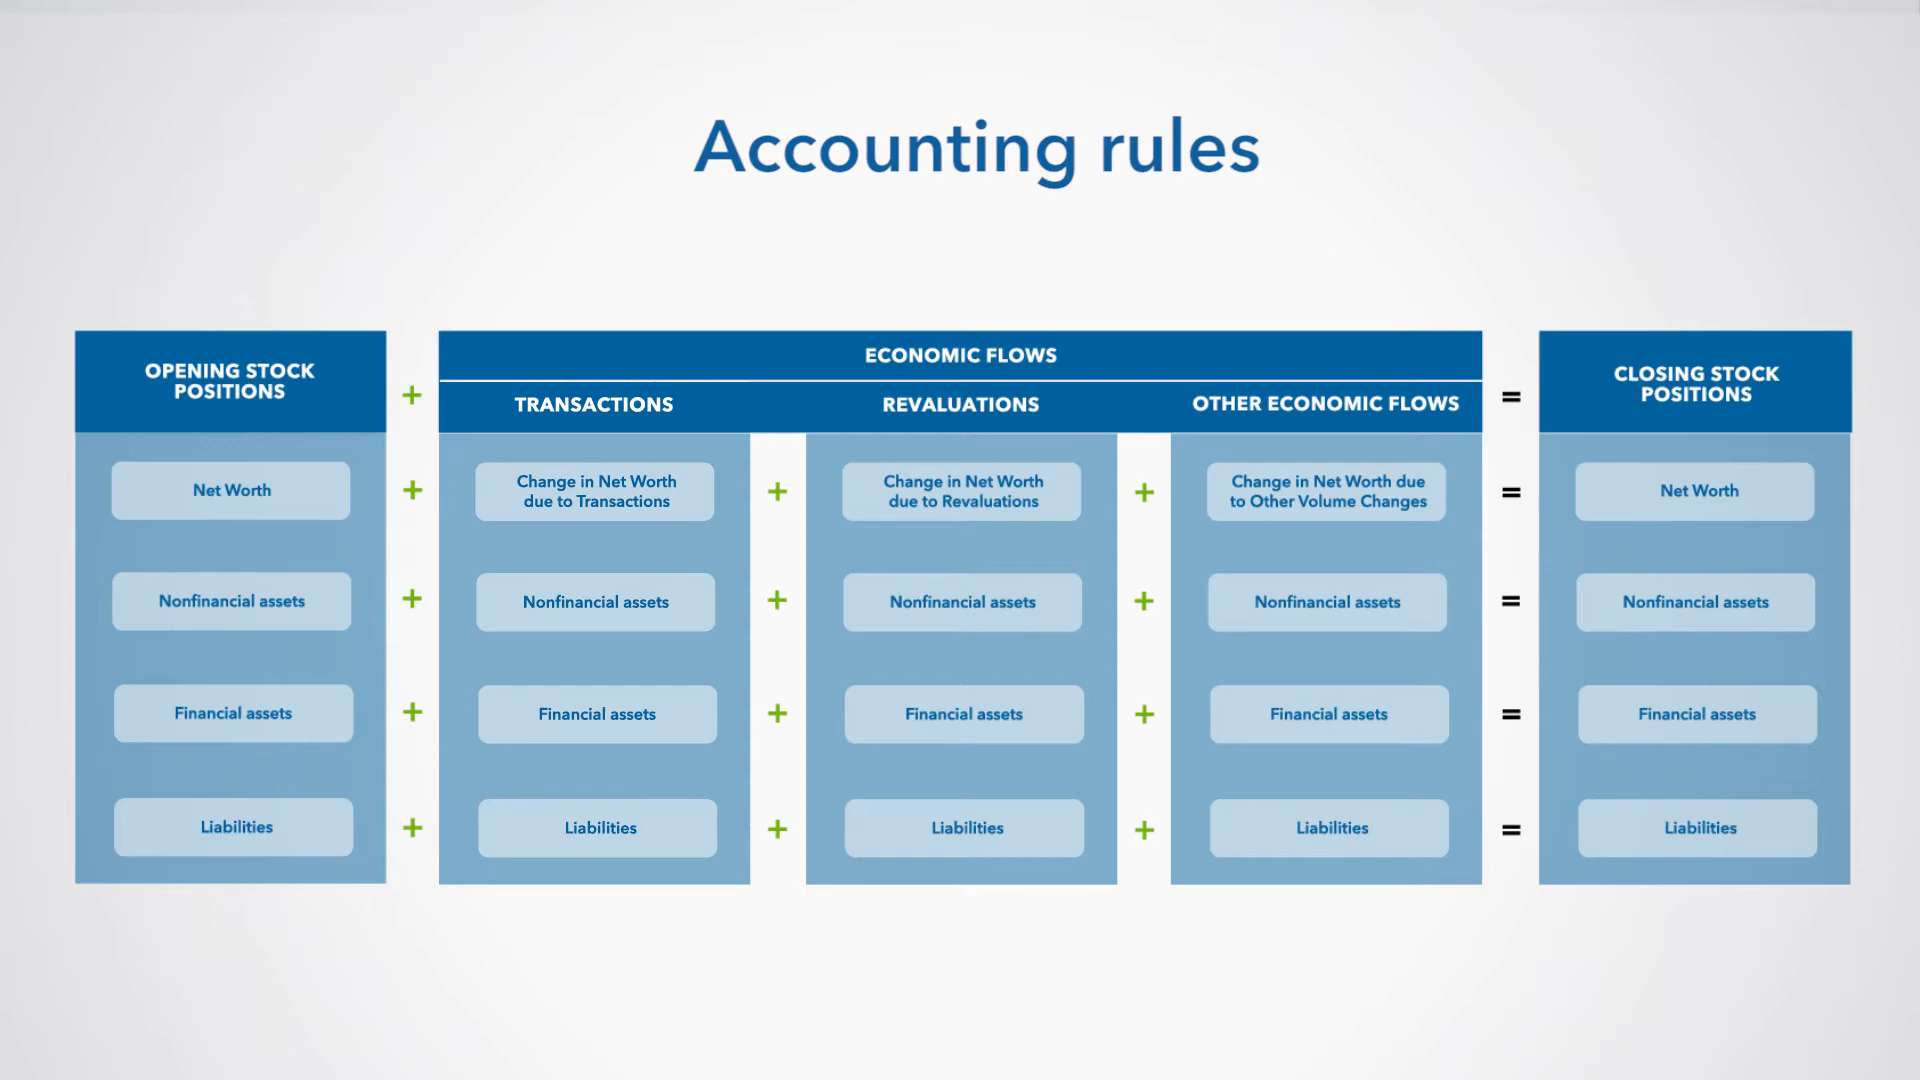 Accounting rules
OPENING STOCK
POSITIONS
+
ECONOMIC FLOWS
TRANSACTIONS
REVALUATIONS
OTHER ECONOMIC FLOWS
=
CLOSING STOCK
POSITIONS
Net Worth
+
Change in Net Worth
due to Transactions
+
Change in Net Worth
due to Revaluations
+
Change in Net Worth due
to Other Volume Changes
=
Net Worth
Nonfinancial assets
+
Nonfinancial assets
+
Nonfinancial assets
+
Nonfinancial assets
=
Nonfinancial assets
Financial assets
+
Financial assets
+
Financial assets
+
Financial assets
=
Financial assets
Liabilities
+
Liabilities
+
Liabilities
+
Liabilities
=
Liabilities